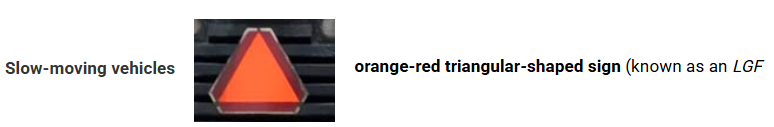 Slow-moving vehicles
orange-red triangular-shaped sign (known as an LGF